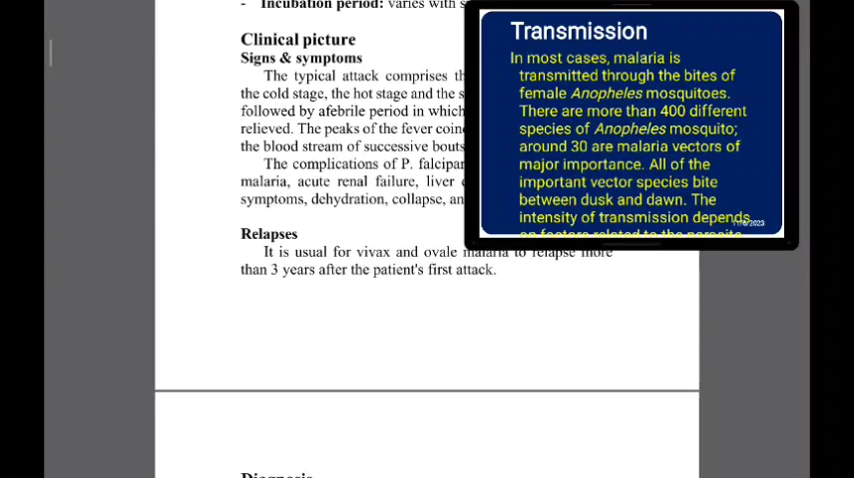 - Incubation period: varies with
Clinical picture
Signs & symptoms
The typical attack comprises
the cold stage, the hot stage and the
followed by afebrile period in which
relieved. The peaks of the fever
the blood stream of successive bouts
The complications of P.
malaria, acute renal failure, liver
symptoms, dehydration, collapse,
Relapses
It is usual for vivax and ovale malaria to relapse more
than 3 years after the patient's first attack.
Diagnosis
Transmission
In most cases, malaria is
transmitted through the bites of
female Anopheles mosquitoes.
There are more than 400 different
species of Anopheles mosquito;
around 30 are malaria vectors of
major importance. All of the
important vector species bite
between dusk and dawn. The
intensity of transmission depends
on factors related to the parasite